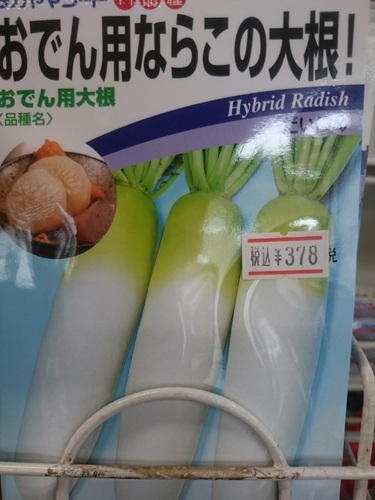 おでん用ならこの大根！
おでん用大根
〈品種名〉
Hybrid Radish
税込￥378